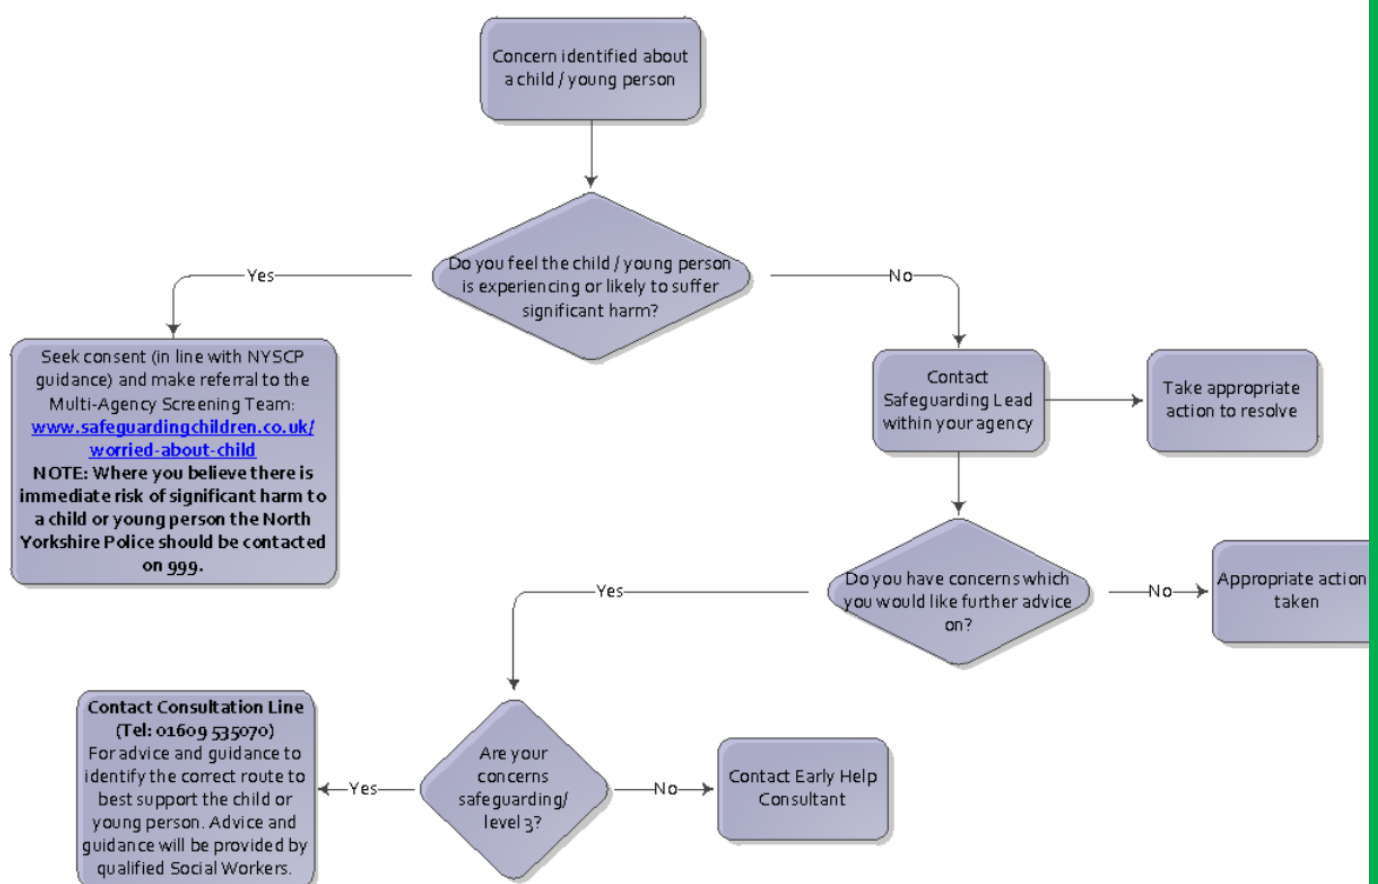 Concern identified about
a child / young person
Do you feel the child / young person
is experiencing or likely to suffer
significant harm?
Yes
No
Seek consent (in line with NYSCP
guidance) and make referral to the
Multi-Agency Screening Team:
www.safeguardingchildren.co.uk/
worried-about-child
NOTE: Where you believe there is
immediate risk of significant harm to
a child or young person the North
Yorkshire Police should be contacted
on 999.
Contact
Safeguarding Lead
within your agency
Take appropriate
action to resolve
Do you have concerns which
you would like further advice
on?
Yes
No
Appropriate action
taken
Are your
concerns
safeguarding/
level 3?
Yes
No
Contact Consultation Line
(Tel: 01609 535070)
For advice and guidance to
identify the correct route to
best support the child or
young person. Advice and
guidance will be provided by
qualified Social Workers.
Contact Early Help
Consultant